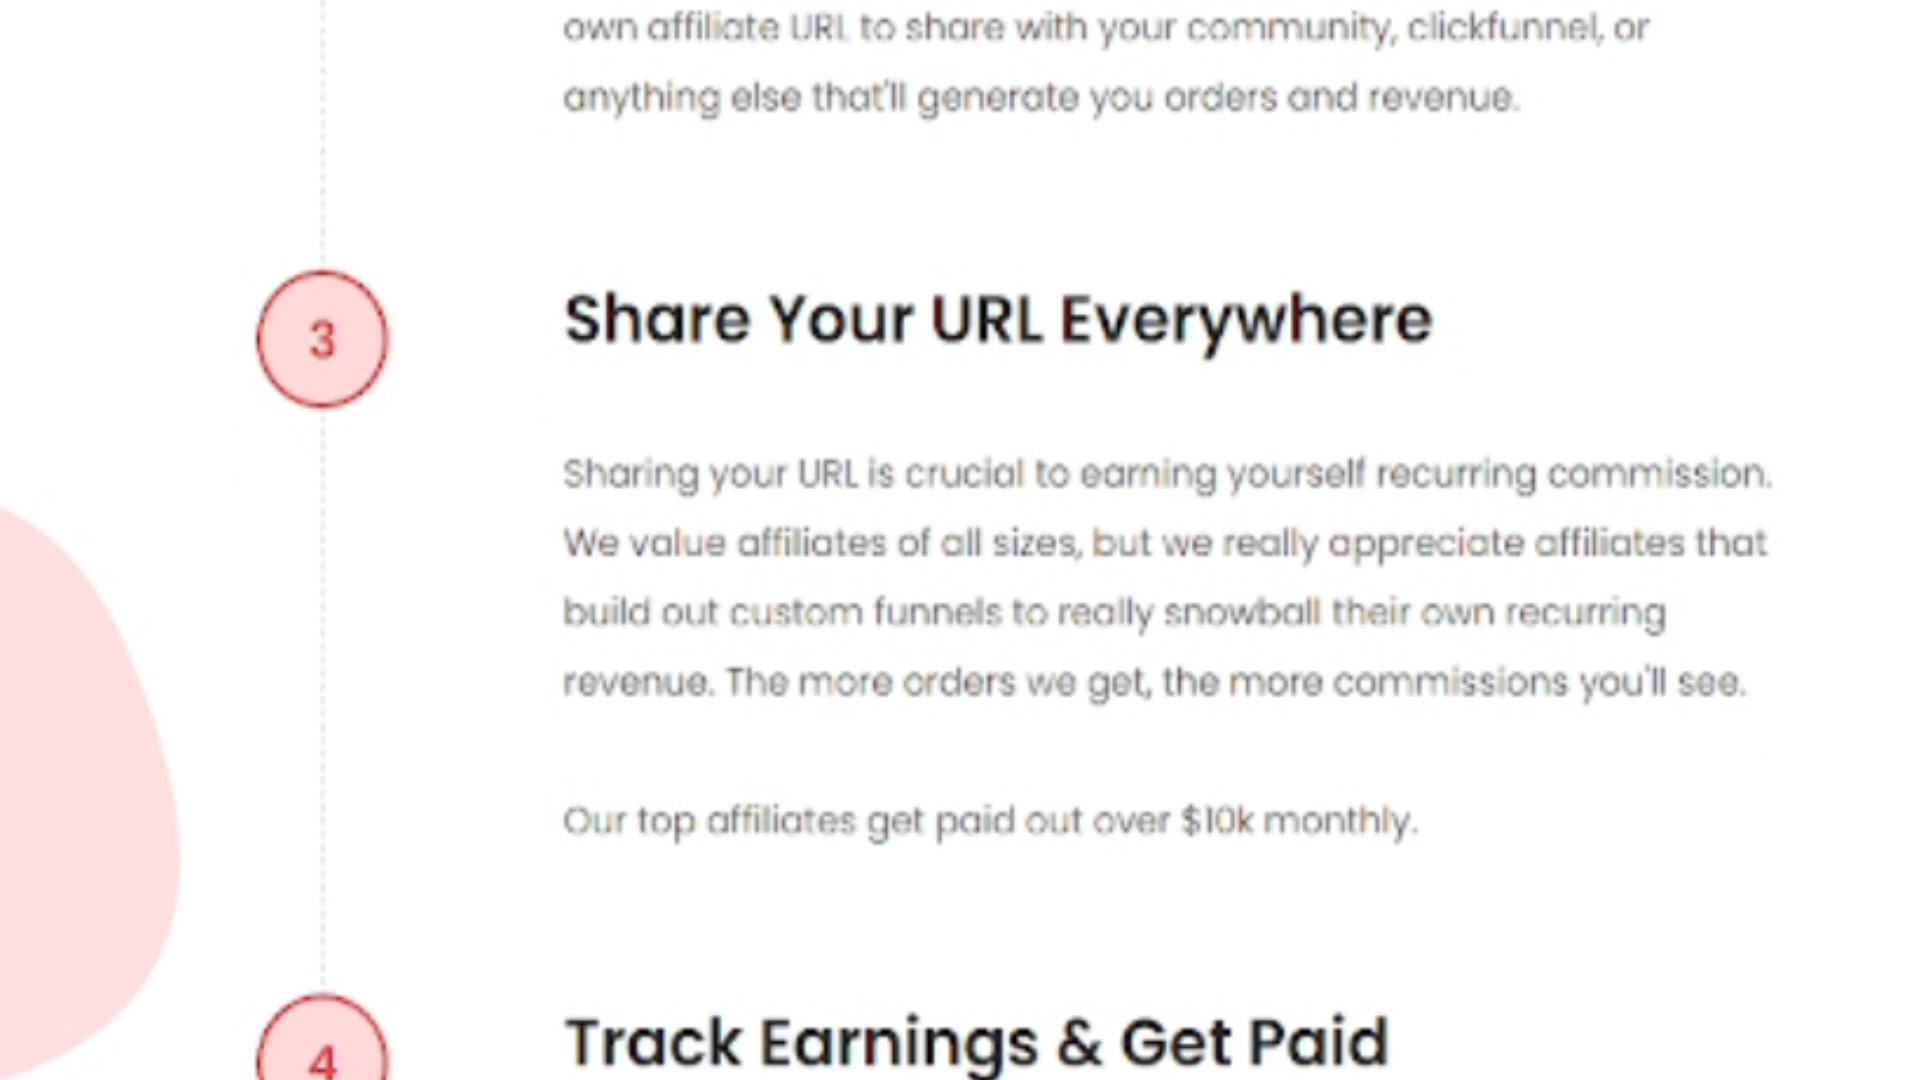 own affiliate URL to share with your community, clickfunnel, or
anything else that'll generate you orders and revenue.
3
Share Your URL Everywhere
Sharing your URL is crucial to earning yourself recurring commission.
We value affiliates of all sizes, but we really appreciate affiliates that
build out custom funnels to really snowball their own recurring
revenue. The more orders we get, the more commissions you'll see.
Our top affiliates get paid out over $10k monthly.
4
Track Earnings & Get Paid